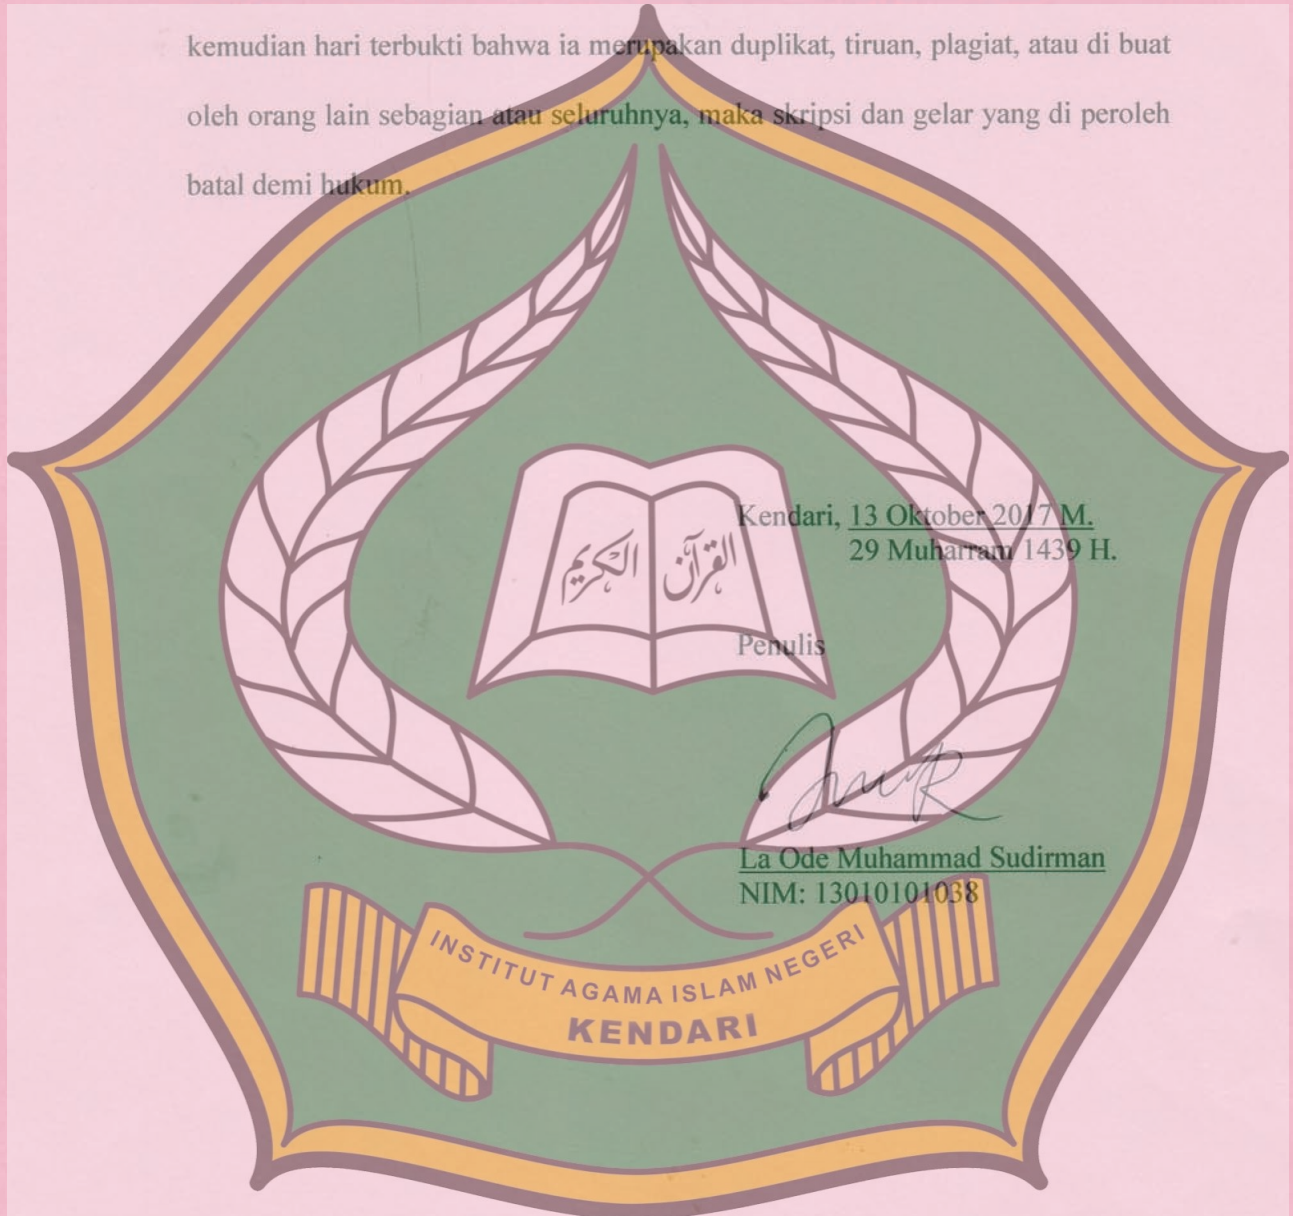 kemudian hari terbukti bahwa ia merupakan duplikat, tiruan, plagiat, atau di buat
oleh orang lain sebagian atau seluruhnya, maka skripsi dan gelar yang di peroleh
batal demi hukum.
القرآن الكريم
Kendari, 13 Oktober 2017 M.
29 Muharram 1439 H.
Penulis
La Ode Muhammad Sudirman
NIM: 13010101038
INSTITUT AGAMA ISLAM NEGERI
KENDARI